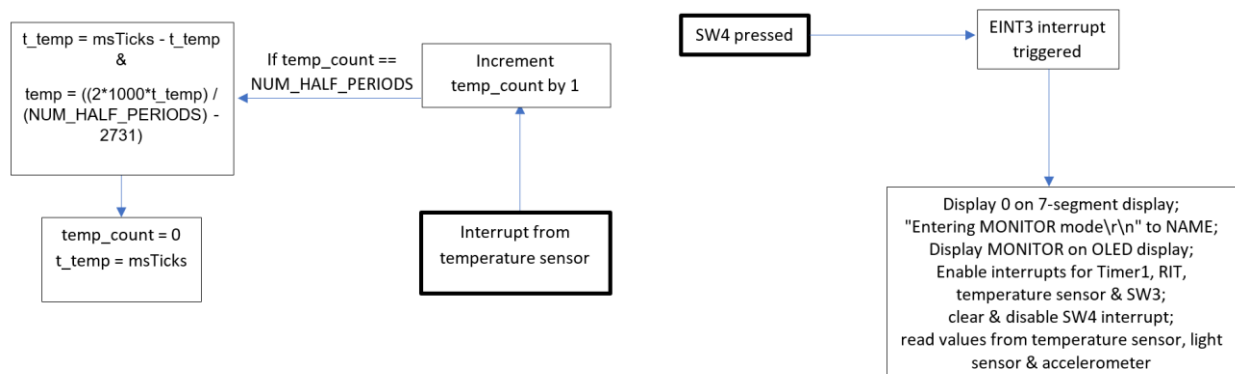 t_temp = msTicks - t_temp
&
temp = ((2*1000*t_temp) /
(NUM_HALF_PERIODS) -
2731)
If temp_count ==
NUM_HALF_PERIODS
Increment
temp_count by 1
temp_count = 0
t_temp = msTicks
Interrupt from
temperature sensor
SW4 pressed
EINT3 interrupt
triggered
Display 0 on 7-segment display;
"Entering MONITOR mode\r\n" to NAME;
Display MONITOR on OLED display;
Enable interrupts for Timer1, RIT,
temperature sensor & SW3;
clear & disable SW4 interrupt;
read values from temperature sensor, light
sensor & accelerometer